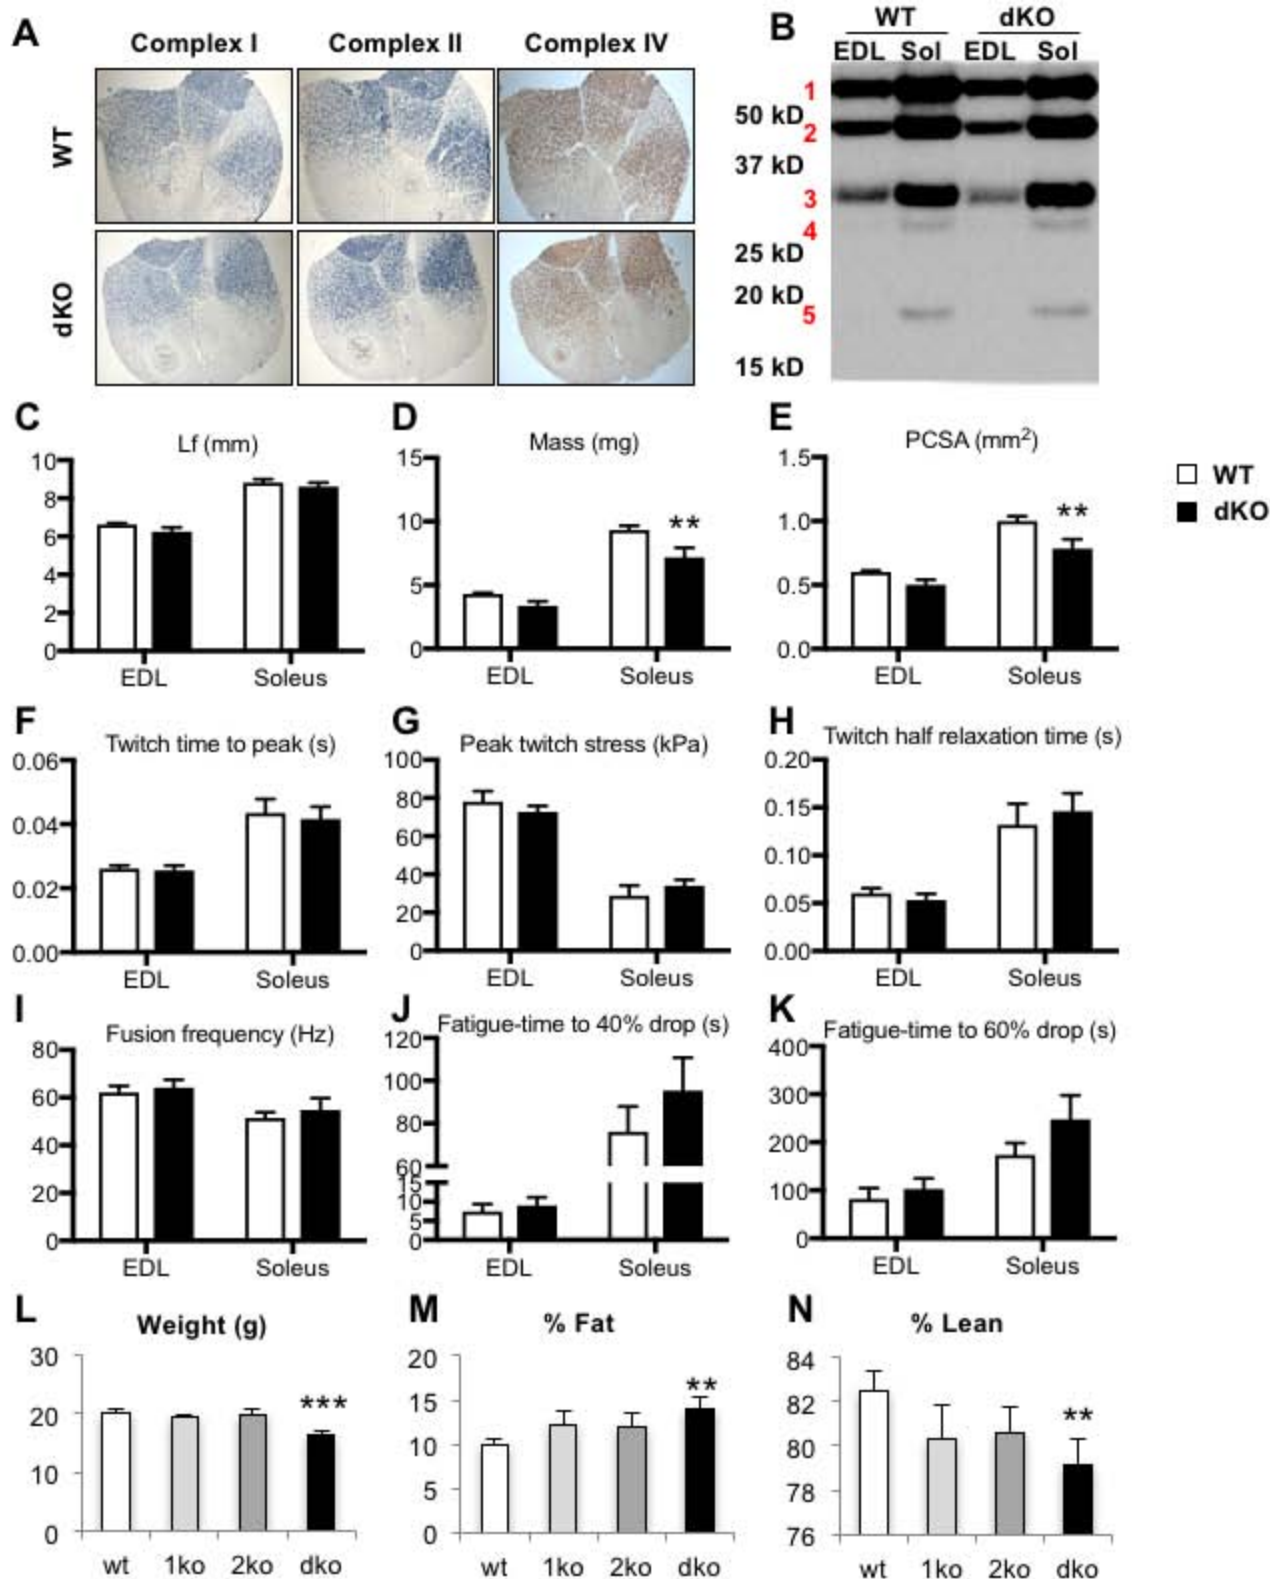 A
Complex I
Complex II
Complex IV
WT
dKO
B
WT
dKO
EDL Sol EDL Sol
1
50 kD
2
37 kD
3
4
25 kD
20 kD
5
15 kD
C
Lf (mm)
10
8
6
4
2
0
EDL
Soleus
D
Mass (mg)
15
10
5
0
**
EDL
Soleus
E
PCSA (mm²)
1.5
1.0
0.5
0.0
**
EDL
Soleus
WT
dKO
F
Twitch time to peak (s)
0.06
0.04
0.02
0.00
EDL
Soleus
G
Peak twitch stress (kPa)
100
80
60
40
20
0
EDL
Soleus
H
Twitch half relaxation time (s)
0.20
0.15
0.10
0.05
0.00
EDL
Soleus
I
Fusion frequency (Hz)
80
60
40
20
0
EDL
Soleus
J
Fatigue-time to 40% drop (s)
120
100
80
60
15
10
5
0
EDL
Soleus
K
Fatigue-time to 60% drop (s)
400
300
200
100
0
EDL
Soleus
L
Weight (g)
30
20
10
0
***
wt 1ko 2ko dko
M
% Fat
20
15
10
5
0
**
wt 1ko 2ko dko
N
% Lean
84
82
80
78
76
**
wt 1ko 2ko dko